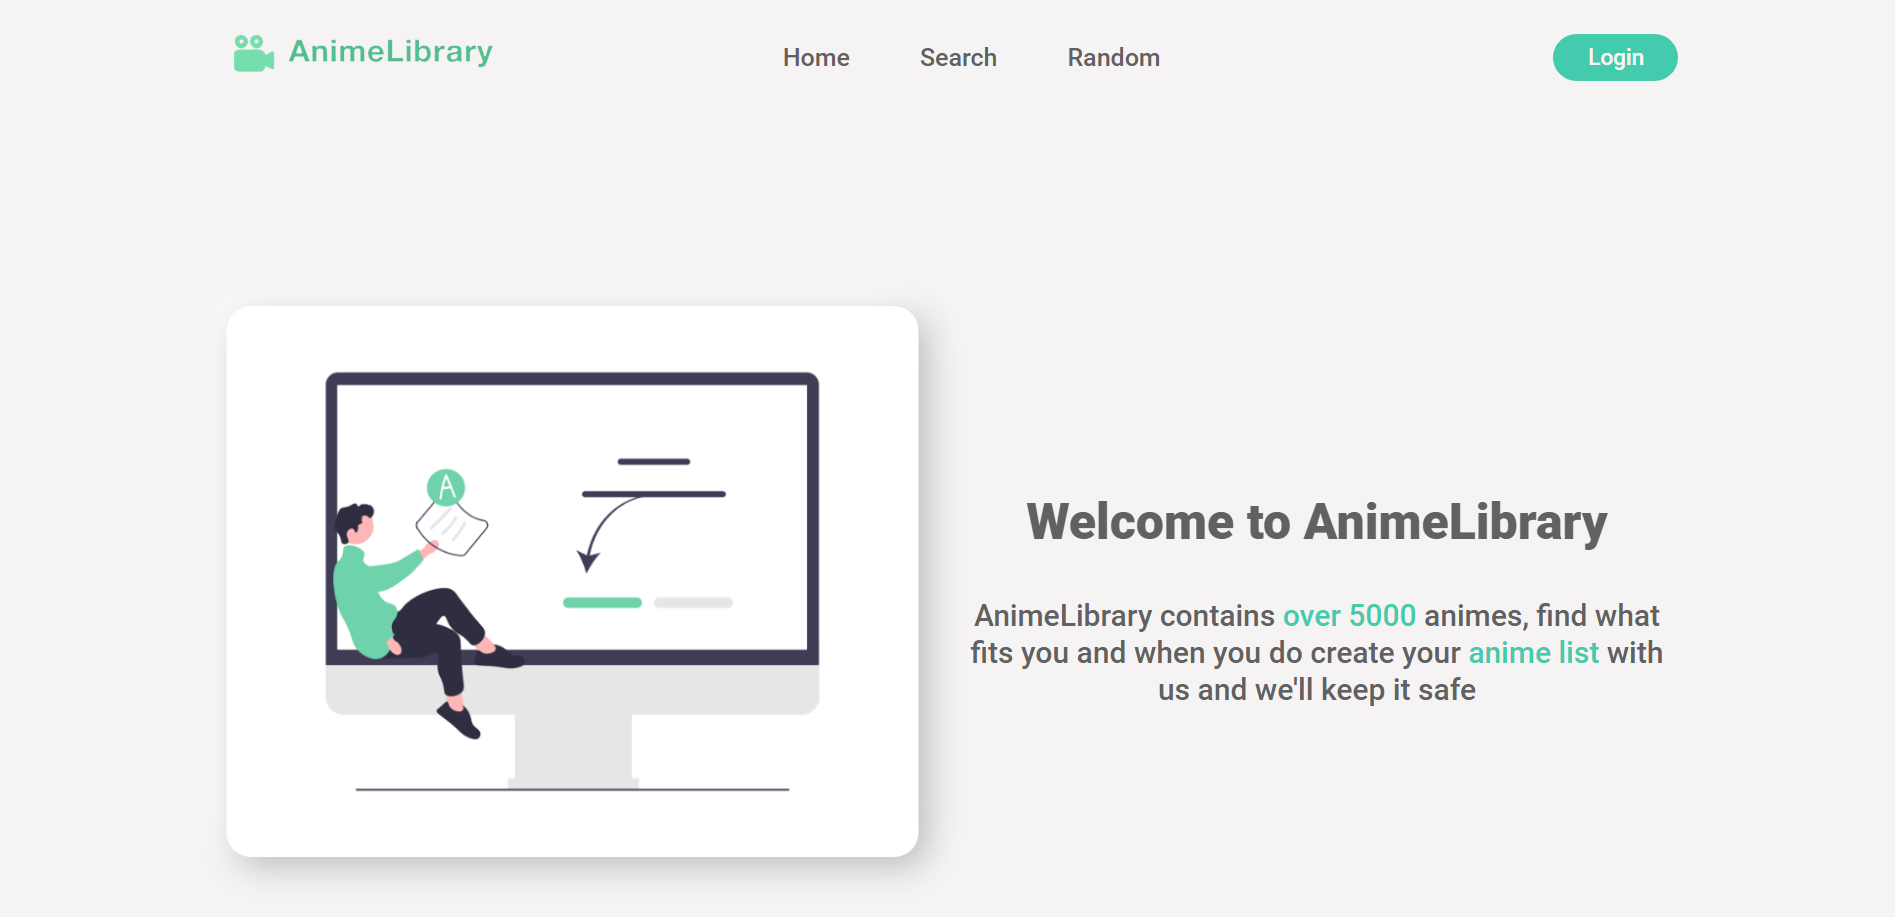 AnimeLibrary
Home
Search
Random
Login
A
Welcome to AnimeLibrary
AnimeLibrary contains over 5000 animes, find what
fits you and when you do create your anime list with
us and we'll keep it safe